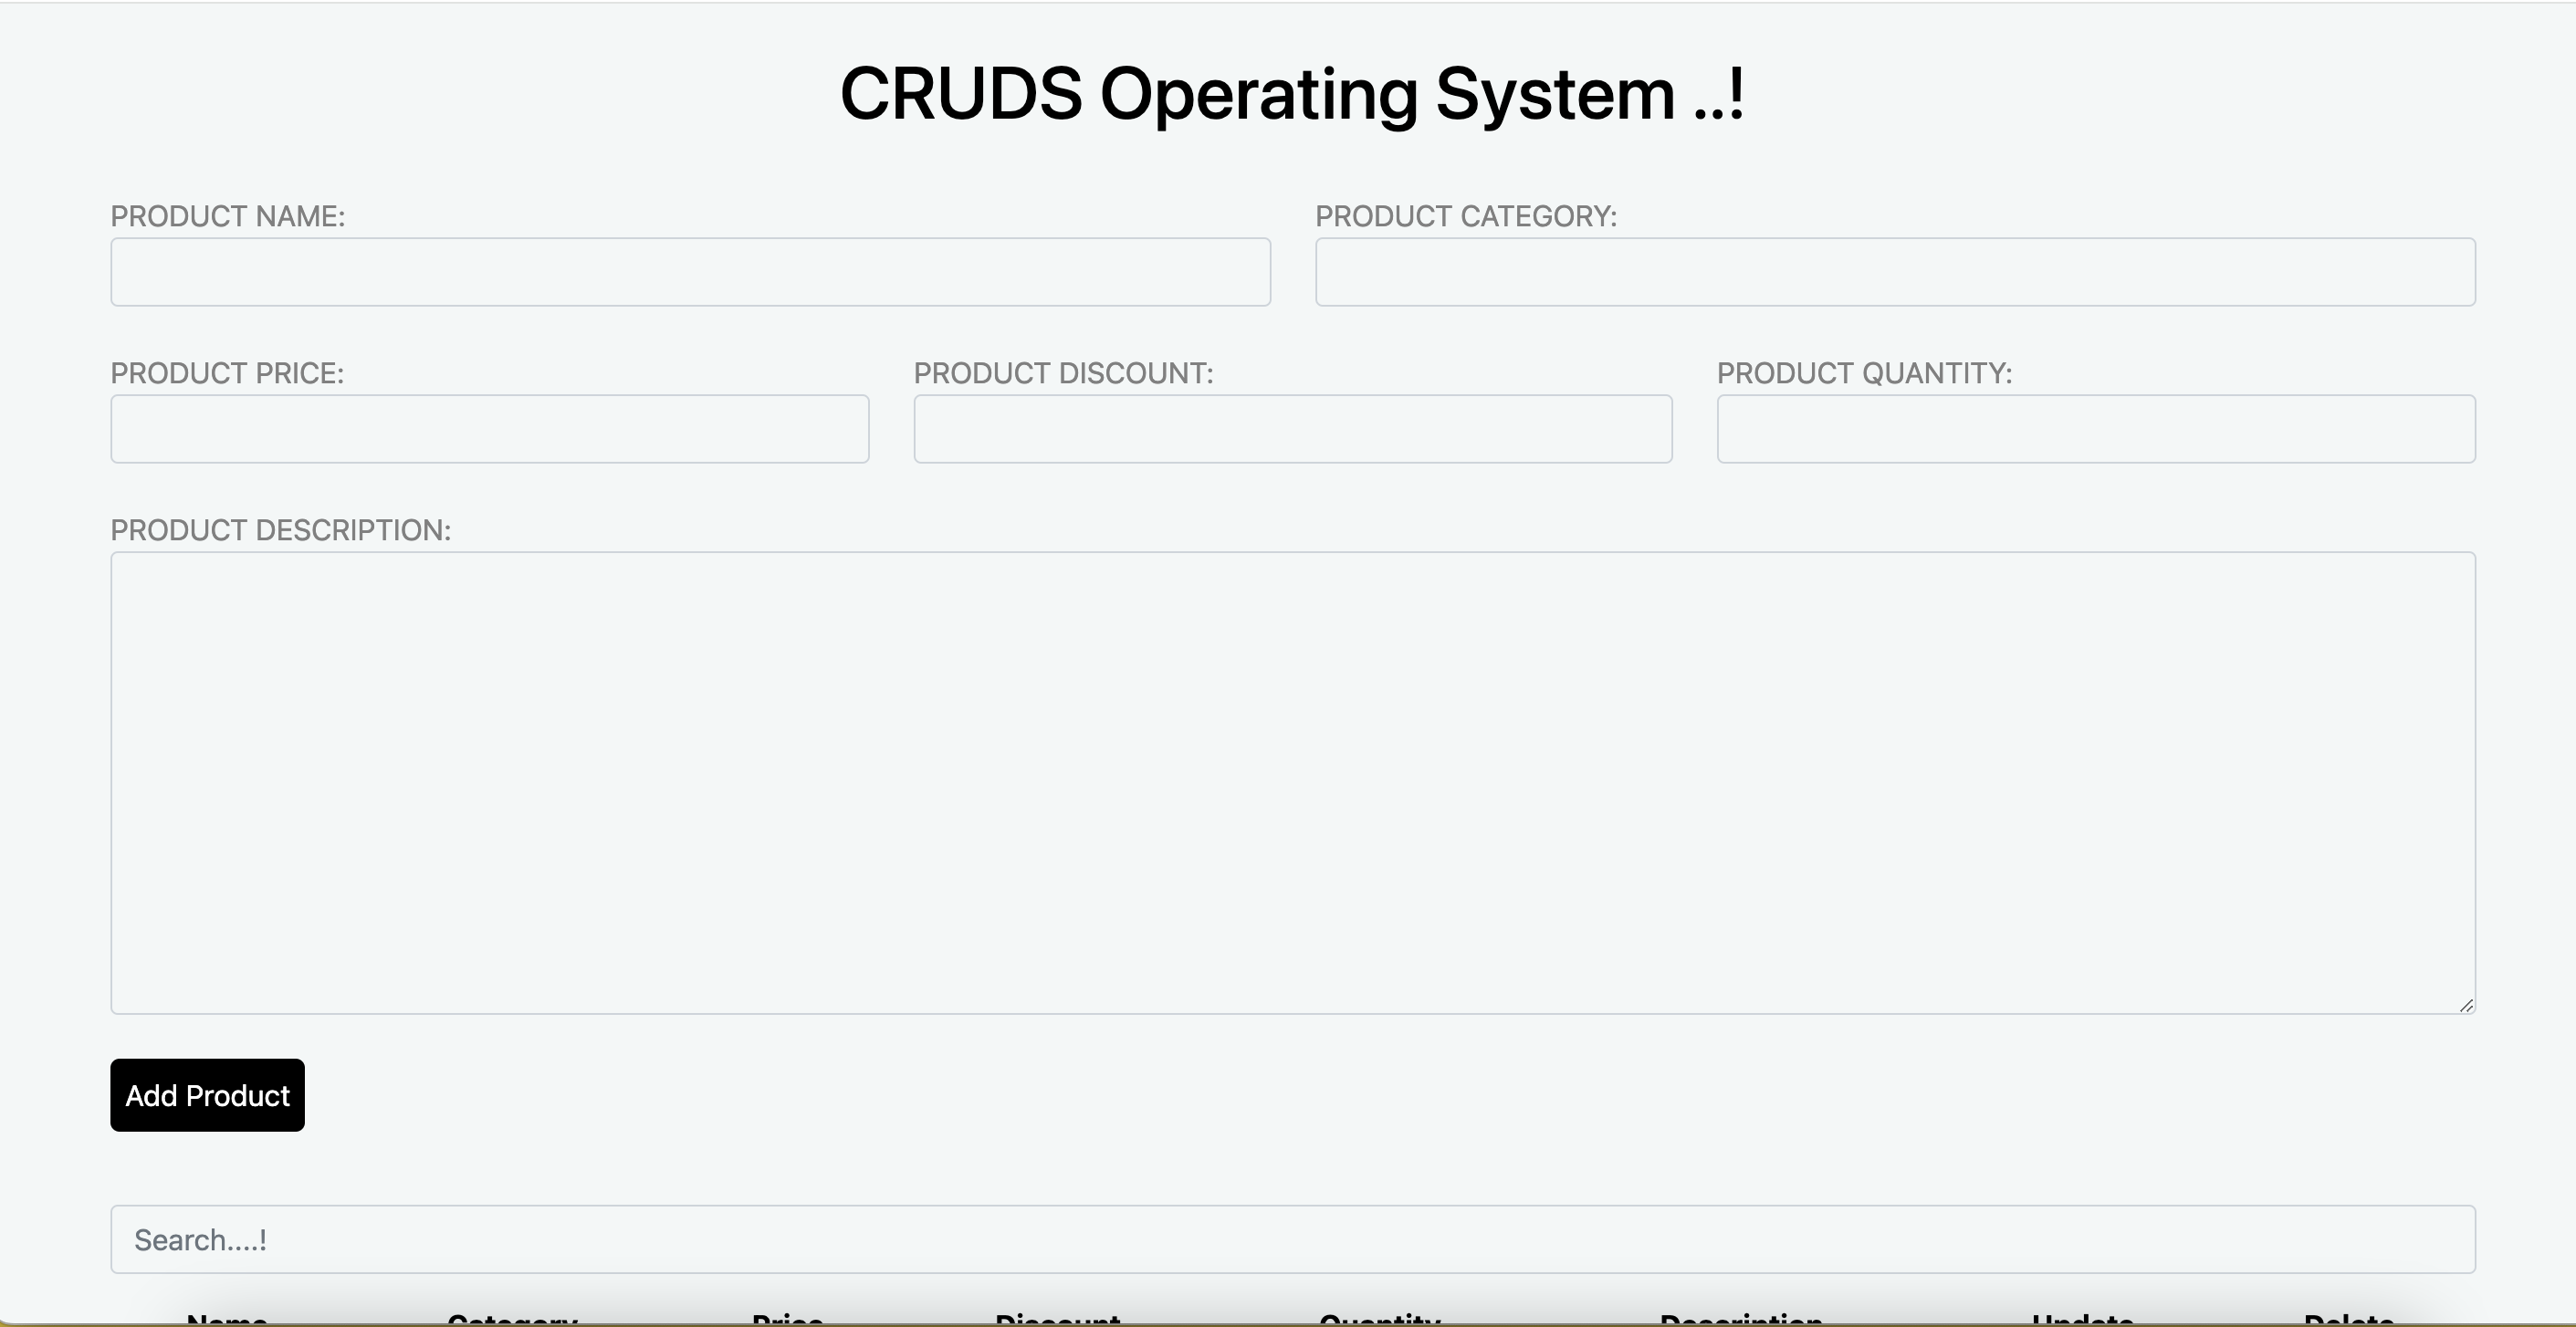 CRUDS Operating System ..!
PRODUCT NAME: PRODUCT CATEGORY:
PRODUCT PRICE: PRODUCT DISCOUNT: PRODUCT QUANTITY:
PRODUCT DESCRIPTION:
Add Product
Search....!
Name Category Price Discount Quantity Description Update Delete